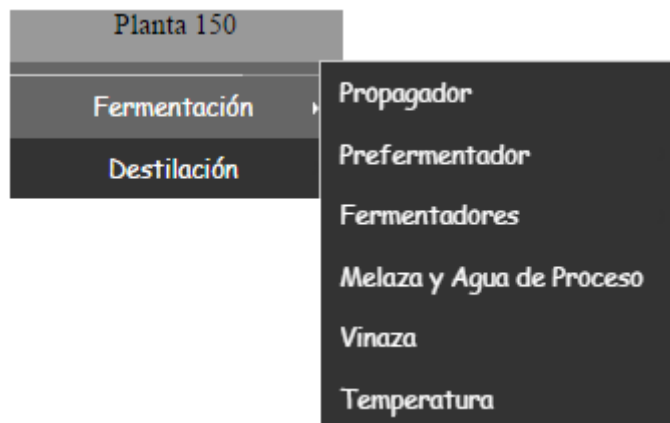 Planta 150
Fermentación
Destilación
Propagador
Prefermentador
Fermentadores
Melaza y Agua de Proceso
Vinaza
Temperatura